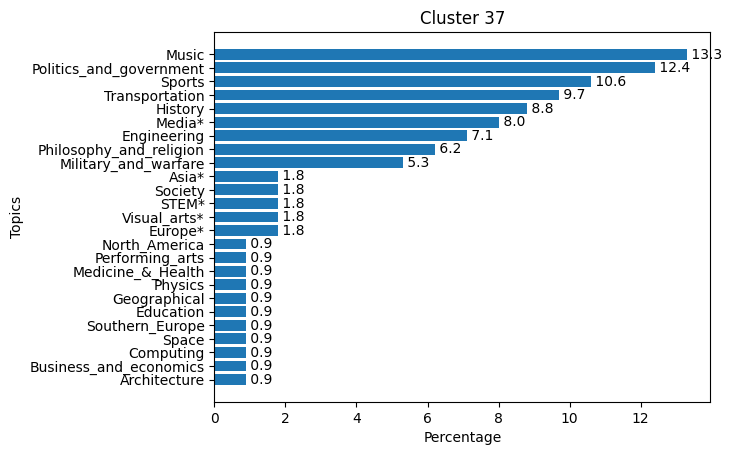 Cluster 37
Topics
Music 13.3
Politics_and_government 12.4
Sports 10.6
Transportation 9.7
History 8.8
Media* 8.0
Engineering 7.1
Philosophy_and_religion 6.2
Military_and_warfare 5.3
Asia* 1.8
Society 1.8
STEM* 1.8
Visual_arts* 1.8
Europe* 1.8
North_America 0.9
Performing_arts 0.9
Medicine_&_Health 0.9
Physics 0.9
Geographical 0.9
Education 0.9
Southern_Europe 0.9
Space 0.9
Computing 0.9
Business_and_economics 0.9
Architecture 0.9
0 2 4 6 8 10 12
Percentage